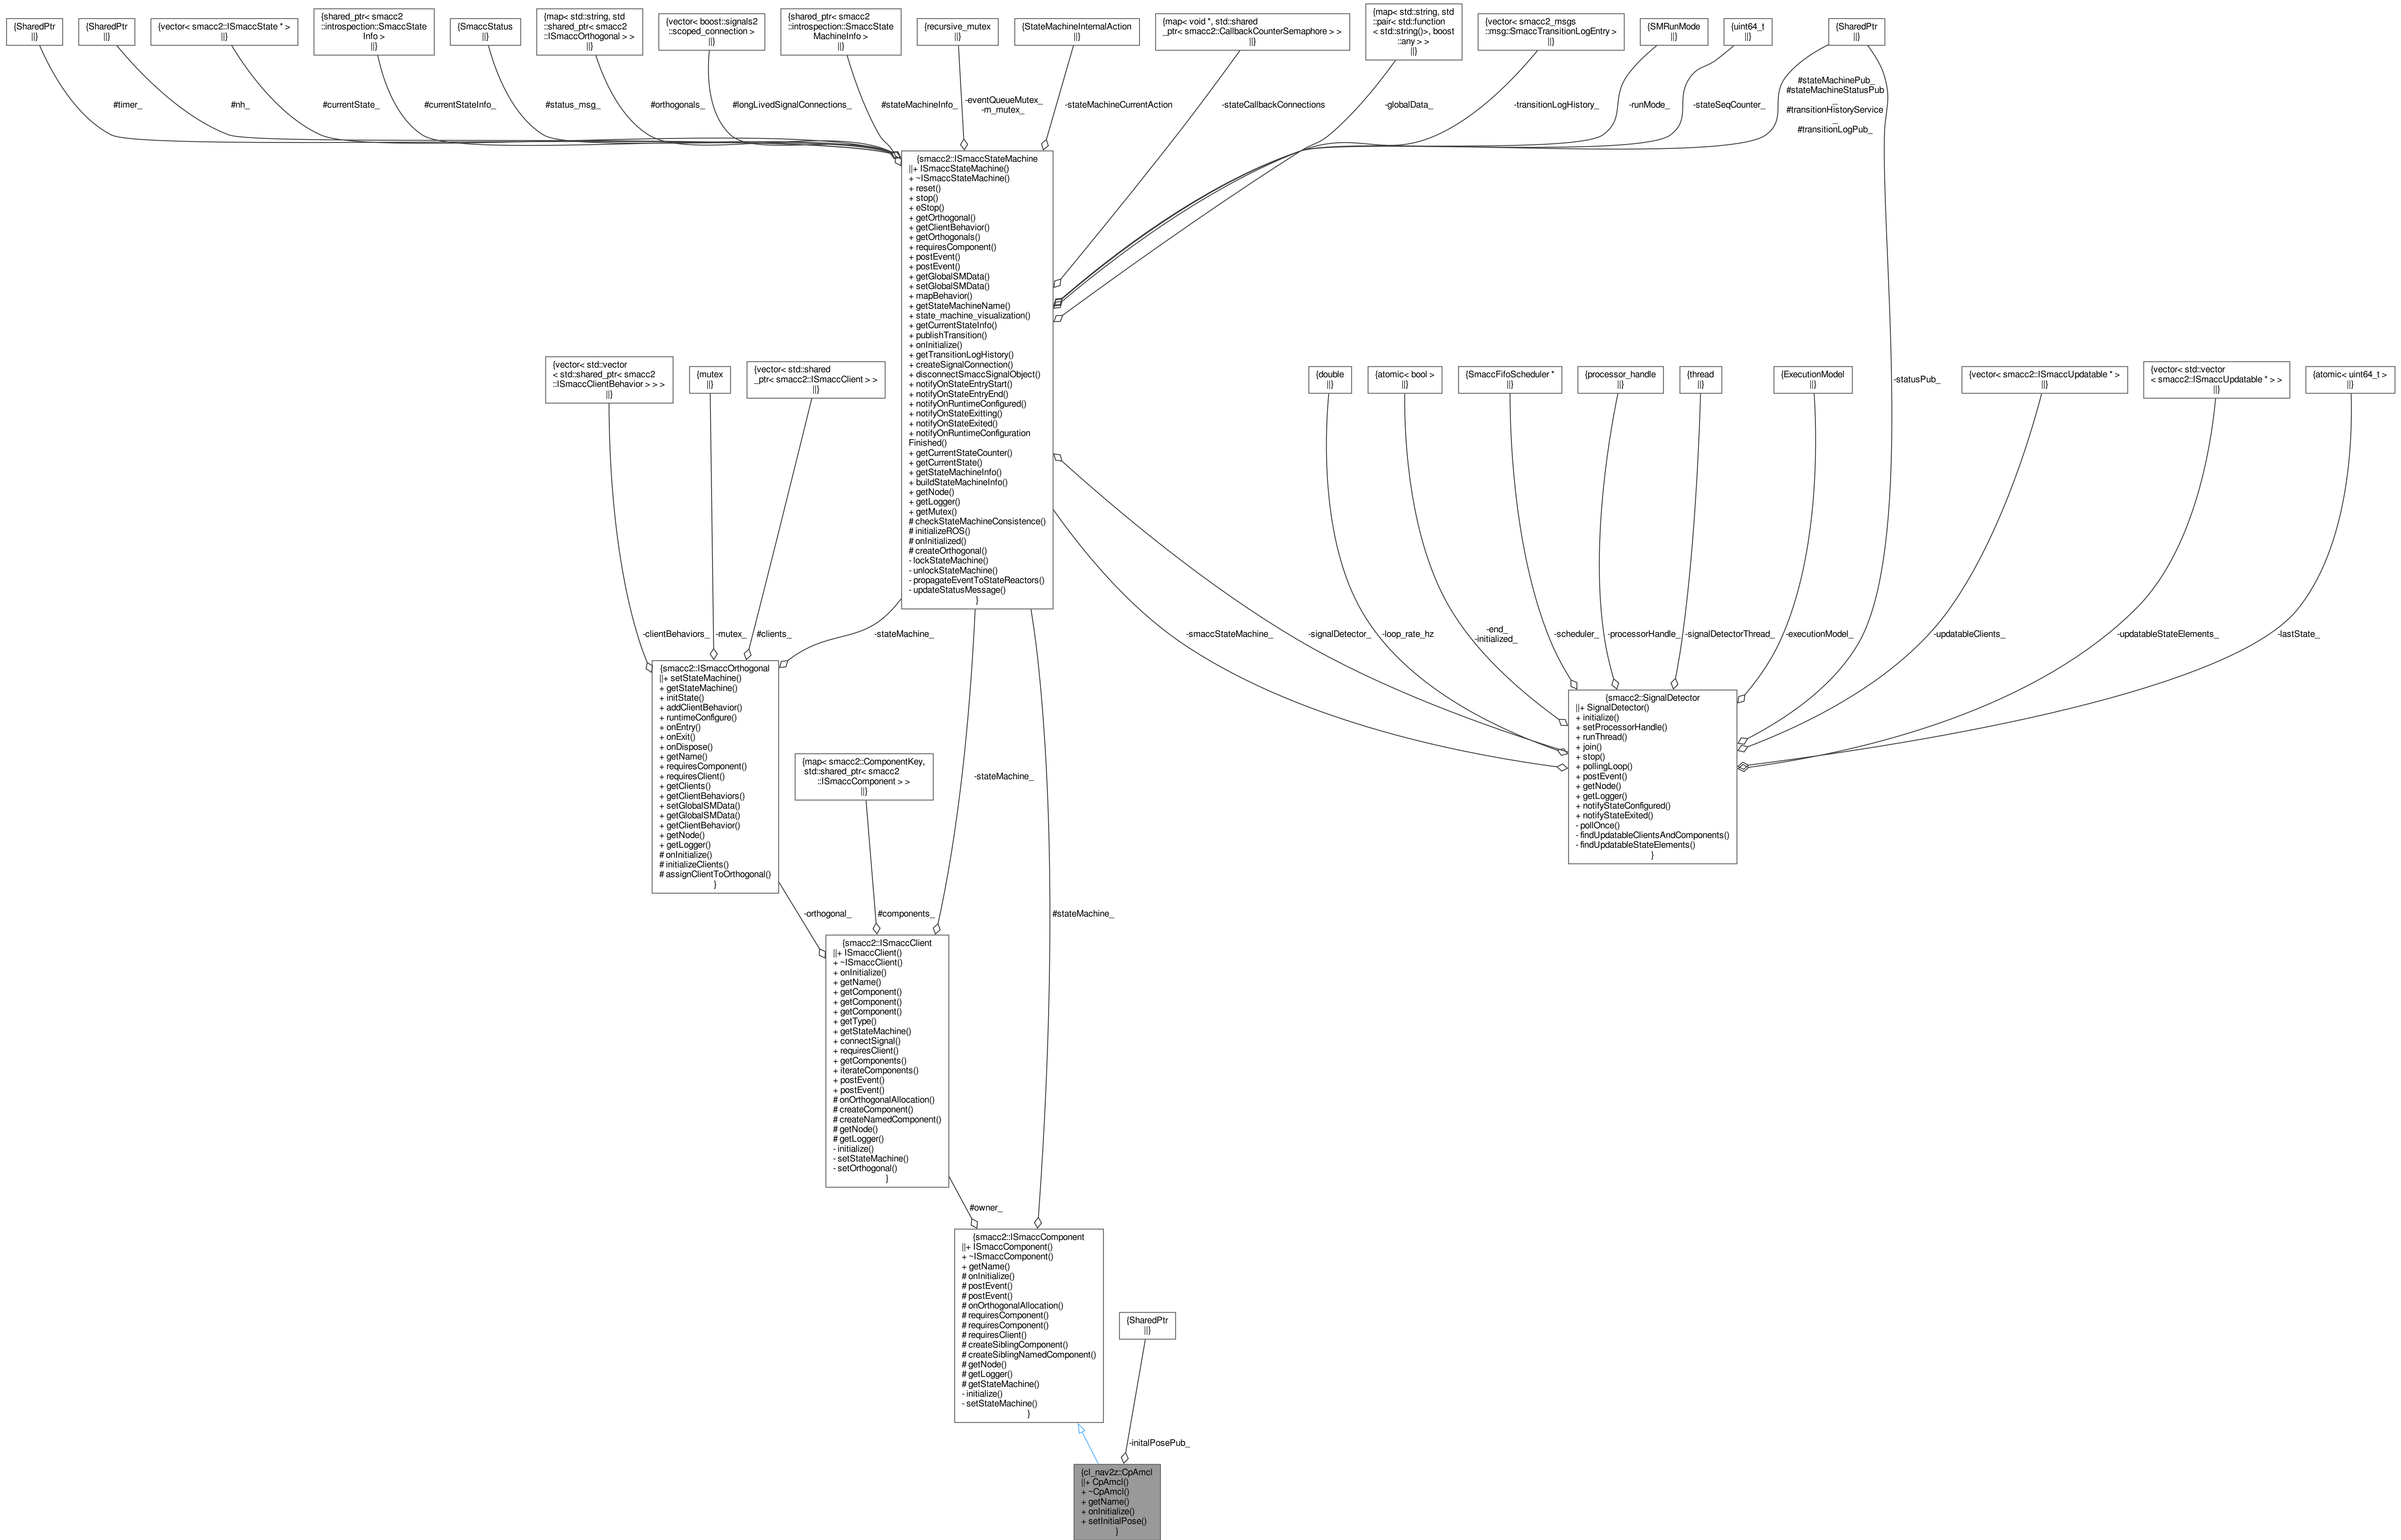 {SharedPtr
||}
{SharedPtr
||}
{vector< smacc2::ISmaccState * >
||}
{shared_ptr< smacc2
::introspection::SmaccState
Info >
||}
{SmaccStatus
||}
{map< std::string, std
::shared_ptr< smacc2
::ISmaccOrthogonal > >
||}
{vector< boost::signals2
::scoped_connection >
||}
{shared_ptr< smacc2
::introspection::SmaccState
MachineInfo >
||}
{recursive_mutex
||}
{StateMachineInternalAction
||}
{map< void *, std::shared
_ptr< smacc2::CallbackCounterSemaphore > >
||}
{map< std::string, std
::pair< std::function
< std::string()>, boost
::any > >
||}
{vector< smacc2_msgs
::msg::SmaccTransitionLogEntry >
||}
{SMRunMode
||}
{uint64_t
||}
{SharedPtr
||}
#timer_
#nh_
#currentState_
#currentStateInfo_
#status_msg_
#orthogonals_
#longLivedSignalConnections_
#stateMachineInfo_
-eventQueueMutex_
-m_mutex_
-stateMachineCurrentAction
-stateCallbackConnections
-globalData_
-transitionLogHistory_
-runMode_
-stateSeqCounter_
#stateMachinePub_
#stateMachineStatusPub
_
#transitionHistoryService
_
#transitionLogPub_
{smacc2::ISmaccStateMachine
||+ ISmaccStateMachine()
+ ~ISmaccStateMachine()
+ reset()
+ stop()
+ eStop()
+ getOrthogonal()
+ getClientBehavior()
+ getOrthogonals()
+ requiresComponent()
+ postEvent()
+ postEvent()
+ getGlobalSMData()
+ setGlobalSMData()
+ mapBehavior()
+ getStateMachineName()
+ state_machine_visualization()
+ getCurrentStateInfo()
+ publishTransition()
+ onInitialize()
+ getTransitionLogHistory()
+ createSignalConnection()
+ disconnectSmaccSignalObject()
+ notifyOnStateEntryStart()
+ notifyOnStateEntryEnd()
+ notifyOnRuntimeConfigured()
+ notifyOnStateExitting()
+ notifyOnStateExited()
+ notifyOnRuntimeConfiguration
Finished()
+ getCurrentStateCounter()
+ getCurrentState()
+ getStateMachineInfo()
+ buildStateMachineInfo()
+ getNode()
+ getLogger()
+ getMutex()
# checkStateMachineConsistence()
# initializeROS()
# onInitialized()
# createOrthogonal()
- lockStateMachine()
- unlockStateMachine()
- propagateEventToStateReactors()
- updateStatusMessage()
}
{vector< std::vector
< std::shared_ptr< smacc2
::ISmaccClientBehavior > > >
||}
{mutex
||}
{vector< std::shared
_ptr< smacc2::ISmaccClient > >
||}
{double
||}
{atomic< bool >
||}
{SmaccFifoScheduler *
||}
{processor_handle
||}
{thread
||}
{ExecutionModel
||}
-statusPub_
{vector< smacc2::ISmaccUpdatable * >
||}
{vector< std::vector
< smacc2::ISmaccUpdatable * > >
||}
{atomic< uint64_t >
||}
-clientBehaviors_
-mutex_
#clients_
-stateMachine_
-smaccStateMachine_
-signalDetector_
-loop_rate_hz
-end_
-initialized_
-scheduler_
-processorHandle_
-signalDetectorThread_
-executionModel_
-updatableClients_
-updatableStateElements_
-lastState_
{smacc2::ISmaccOrthogonal
||+ setStateMachine()
+ getStateMachine()
+ initState()
+ addClientBehavior()
+ runtimeConfigure()
+ onEntry()
+ onExit()
+ onDispose()
+ getName()
+ requiresComponent()
+ requiresClient()
+ getClients()
+ getClientBehaviors()
+ setGlobalSMData()
+ getGlobalSMData()
+ getClientBehavior()
+ getNode()
+ getLogger()
# onInitialize()
# initializeClients()
# assignClientToOrthogonal()
}
{smacc2::SignalDetector
||+ SignalDetector()
+ initialize()
+ setProcessorHandle()
+ runThread()
+ join()
+ stop()
+ pollingLoop()
+ postEvent()
+ getNode()
+ getLogger()
+ notifyStateConfigured()
+ notifyStateExited()
- pollOnce()
- findUpdatableClientsAndComponents()
- findUpdatableStateElements()
}
{map< smacc2::ComponentKey,
std::shared_ptr< smacc2
::ISmaccComponent > >
||}
-stateMachine_
-orthogonal_
#components_
#stateMachine_
{smacc2::ISmaccClient
||+ ISmaccClient()
+ ~ISmaccClient()
+ onInitialize()
+ getName()
+ getComponent()
+ getComponent()
+ getComponent()
+ getType()
+ getStateMachine()
+ connectSignal()
+ requiresClient()
+ getComponents()
+ iterateComponents()
+ postEvent()
+ postEvent()
# onOrthogonalAllocation()
# createComponent()
# createNamedComponent()
# getNode()
# getLogger()
- initialize()
- setStateMachine()
- setOrthogonal()
}
#owner_
{smacc2::ISmaccComponent
||+ ISmaccComponent()
+ ~ISmaccComponent()
+ getName()
# onInitialize()
# postEvent()
# postEvent()
# onOrthogonalAllocation()
# requiresComponent()
# requiresComponent()
# requiresClient()
# createSiblingComponent()
# createSiblingNamedComponent()
# getNode()
# getLogger()
# getStateMachine()
- initialize()
- setStateMachine()
}
{SharedPtr
||}
-initalPosePub_
{cl_nav2z::CpAmcl
||+ CpAmcl()
+ ~CpAmcl()
+ getName()
+ onInitialize()
+ setInitialPose()
}